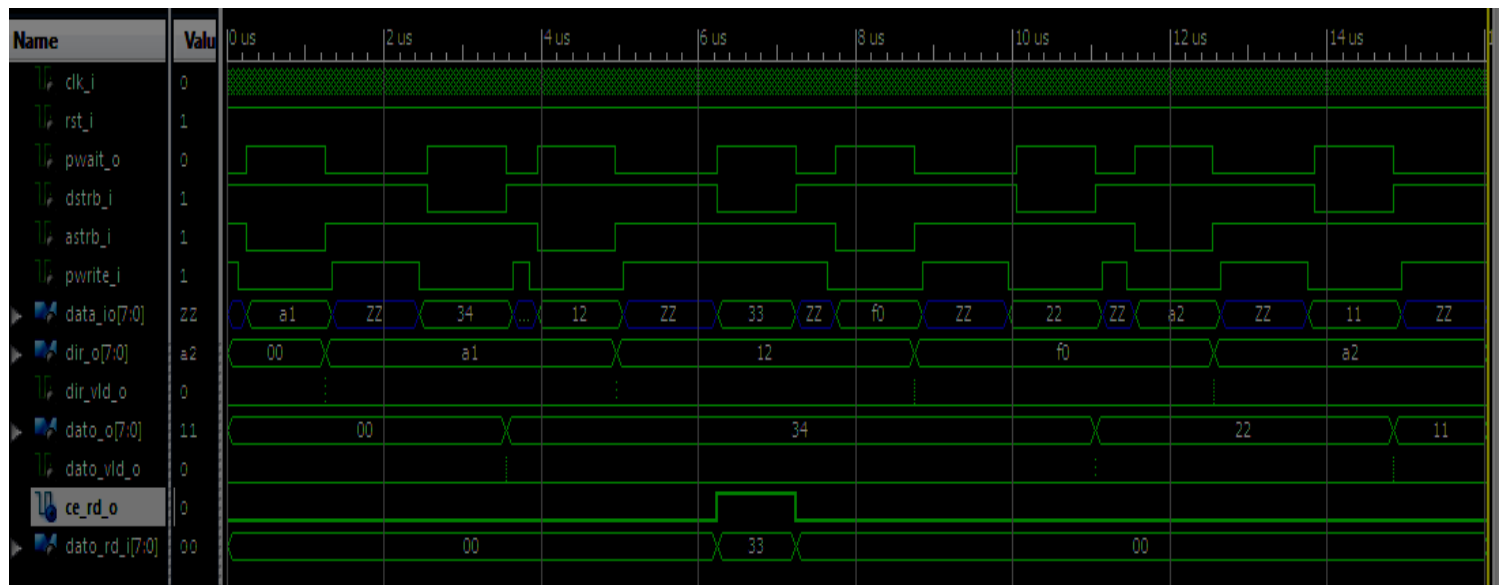 Name Valu 0 us 2 us 4 us 6 us 8 us 10 us 12 us 14 us
clk_i 0
rst_i 1
pwait_o 0
dstrb_i 1
astrb_i 1
pwrite_i 1
data_io[7:0] ZZ a1 ZZ 34 ... 12 ZZ 33 ZZ f0 ZZ 22 ZZ a2 ZZ 11 ZZ
dir_o[7:0] a2 00 a1 12 f0 a2
dir_vld_o 0
dato_o[7:0] 11 00 34 22 11
dato_vld_o 0
ce_rd_o 0
dato_rd_i[7:0] 00 00 33 00